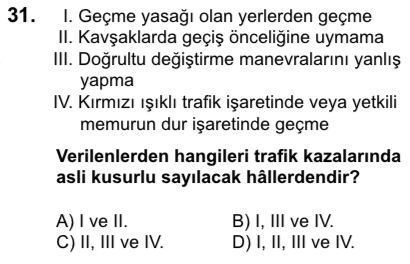 31. I. Geçme yasağı olan yerlerden geçme
II. Kavşaklarda geçiş önceliğine uymama
III. Doğrultu değiştirme manevralarını yanlış
yapma
IV. Kırmızı ışıklı trafik işaretinde veya yetkili
memurun dur işaretinde geçme
Verilenlerden hangileri trafik kazalarında
asli kusurlu sayılacak hâllerdendir?
A) I ve II. B) I, III ve IV.
C) II, III ve IV. D) I, II, III ve IV.